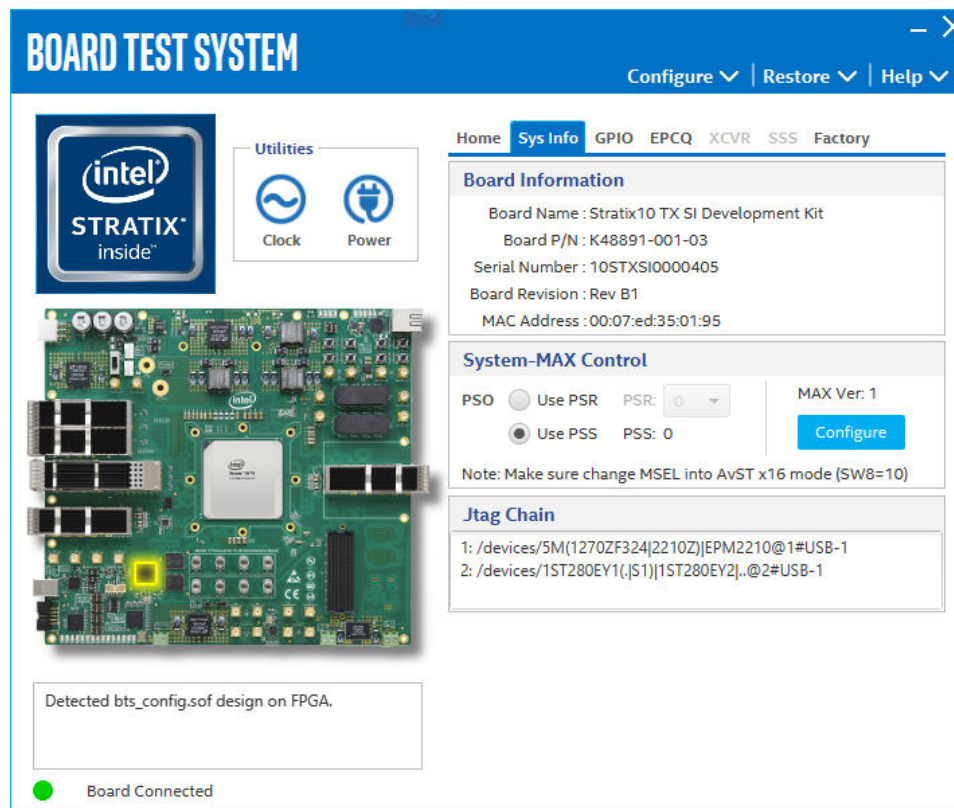 BOARD TEST SYSTEM
Configure
Restore
Help
intel
STRATIX
inside™
Utilities
Clock
Power
Home
Sys Info
GPIO
EPCQ
XCVR
SSS
Factory
Board Information
Board Name : Stratix10 TX SI Development Kit
Board P/N : K48891-001-03
Serial Number : 10STXSI0000405
Board Revision : Rev B1
MAC Address : 00:07:ed:35:01:95
System-MAX Control
PSO
Use PSR
PSR:
0
MAX Ver: 1
Use PSS
PSS: 0
Configure
Note: Make sure change MSEL into AvST x16 mode (SW8=10)
Jtag Chain
1: /devices/5M(1270ZF324|2210Z)|EPM2210@1#USB-1
2: /devices/1ST280EY1(.|S1)|1ST280EY2|..@2#USB-1
intel
intel
CE
Detected bts_config.sof design on FPGA.
Board Connected